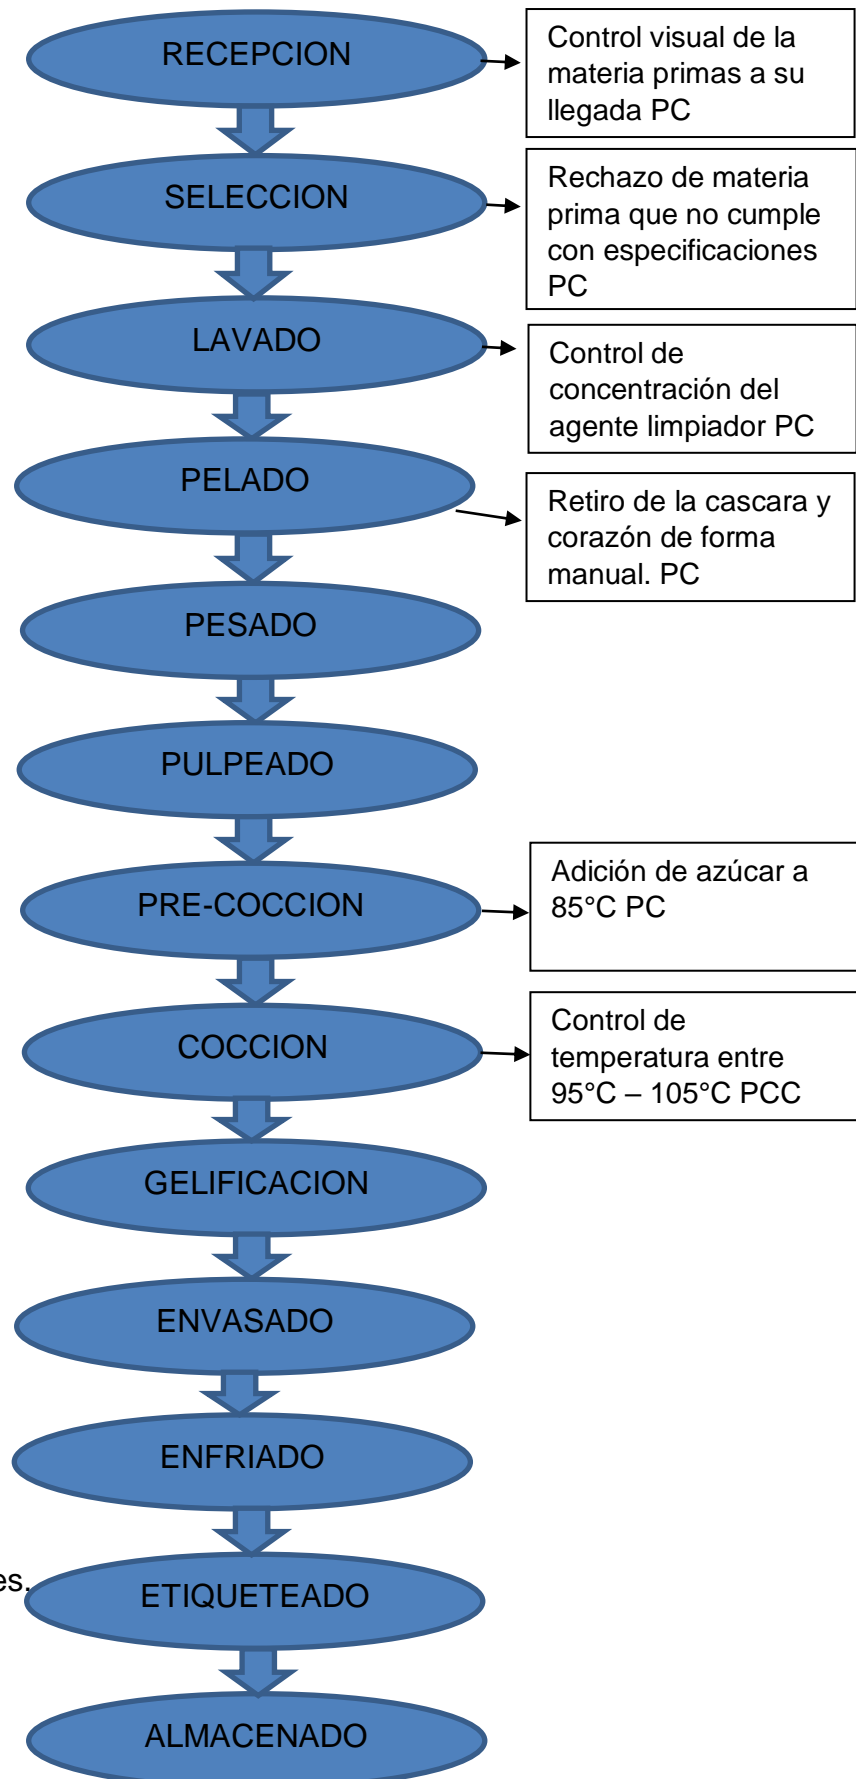 RECEPCION
Control visual de la
materia primas a su
llegada PC
SELECCION
Rechazo de materia
prima que no cumple
con especificaciones
PC
LAVADO
Control de
concentración del
agente limpiador PC
PELADO
Retiro de la cascara y
corazón de forma
manual. PC
PESADO
PULPEADO
PRE-COCCION
Adición de azúcar a
85°C PC
COCCION
Control de
temperatura entre
95°C – 105°C PCC
GELIFICACION
ENVASADO
ENFRIADO
es.
ETIQUETEADO
ALMACENADO